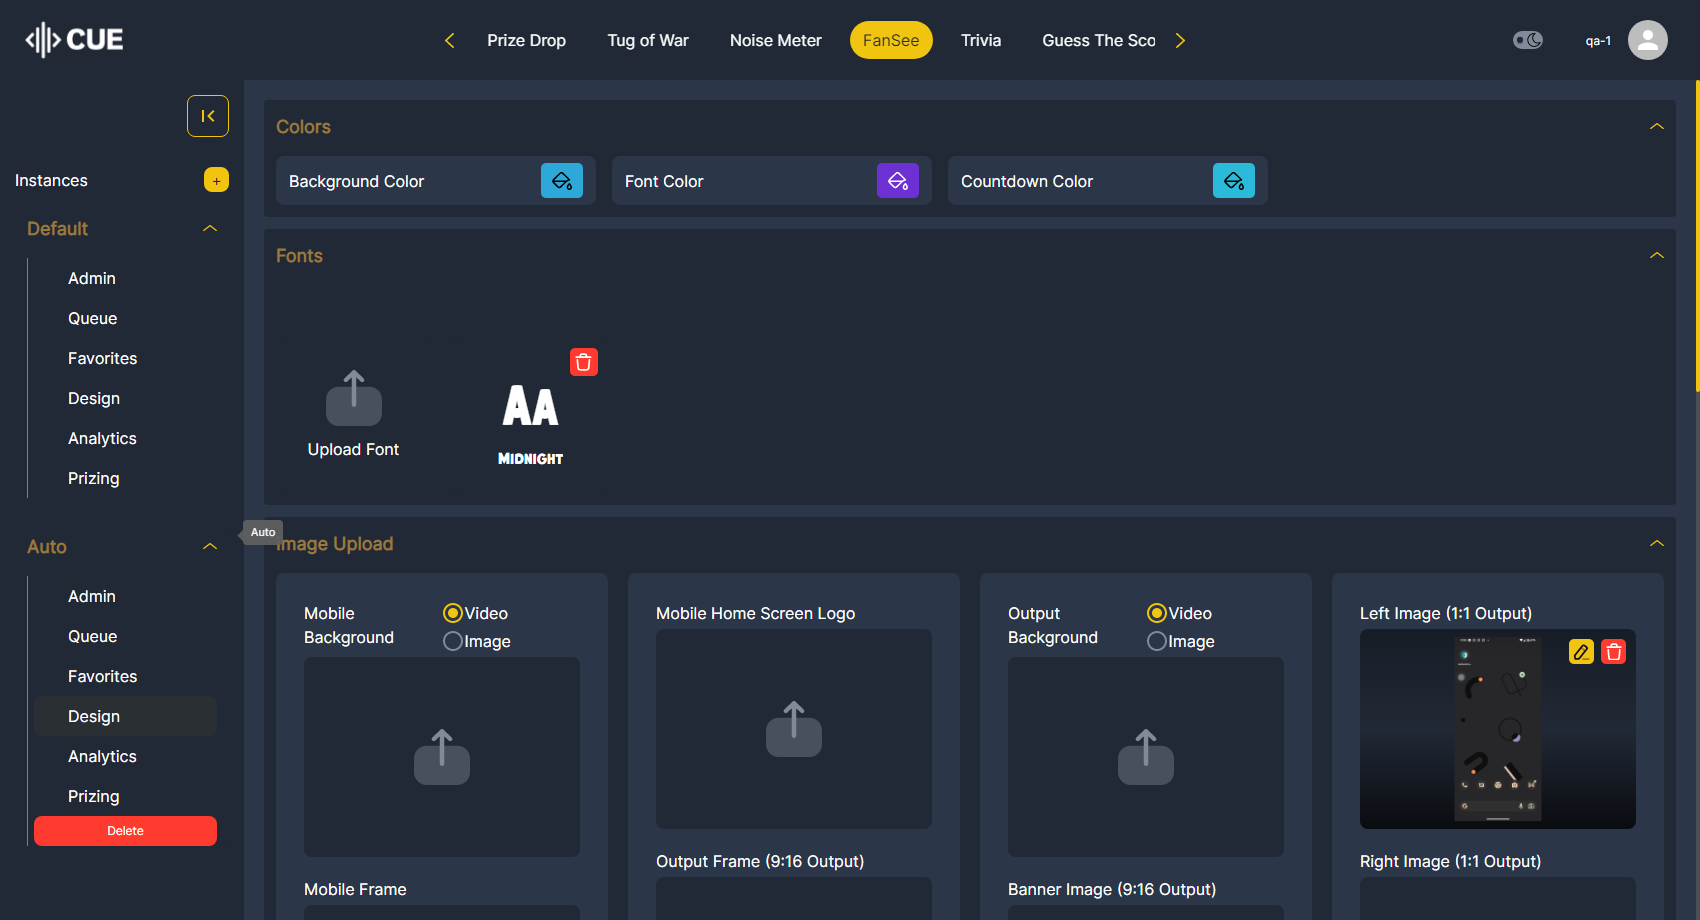 CUE
Prize Drop
Tug of War
Noise Meter
FanSee
Trivia
Guess The Sco
qa-1
Instances
+
Default
Admin
Queue
Favorites
Design
Analytics
Prizing
Auto
Admin
Queue
Favorites
Design
Analytics
Prizing
Delete
Auto
Colors
Background Color
Font Color
Countdown Color
Fonts
Upload Font
AA
MIDNIGHT
Image Upload
Mobile
Background
Video
Image
Mobile Frame
Mobile Home Screen Logo
Output Frame (9:16 Output)
Output
Background
Video
Image
Banner Image (9:16 Output)
Left Image (1:1 Output)
Right Image (1:1 Output)